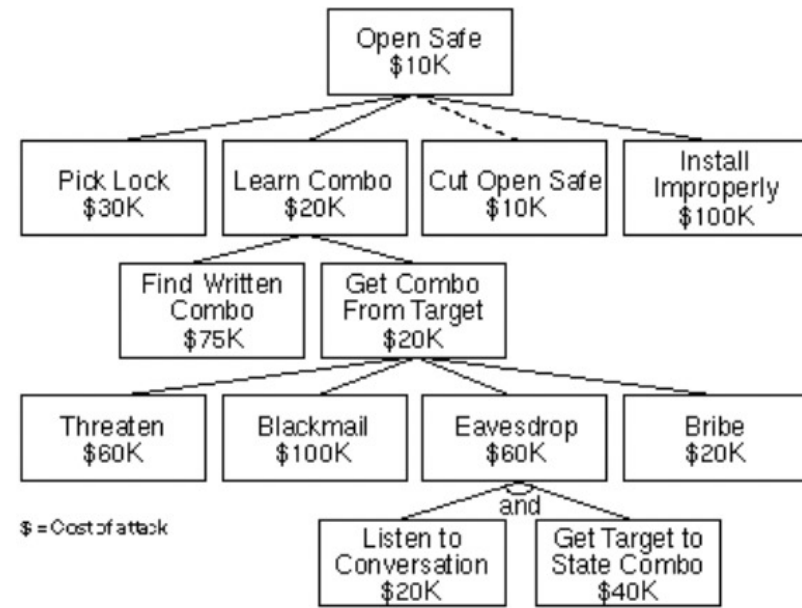 Open Safe
$10K
Pick Lock
$30K
Learn Combo
$20K
Cut Open Safe
$10K
Install
Improperly
$100K
Find Written
Combo
$75K
Get Combo
From Target
$20K
Threaten
$60K
Blackmail
$100K
Eavesdrop
$60K
Bribe
$20K
and
$ = Cost of attack
Listen to
Conversation
$20K
Get Target to
State Combo
$40K